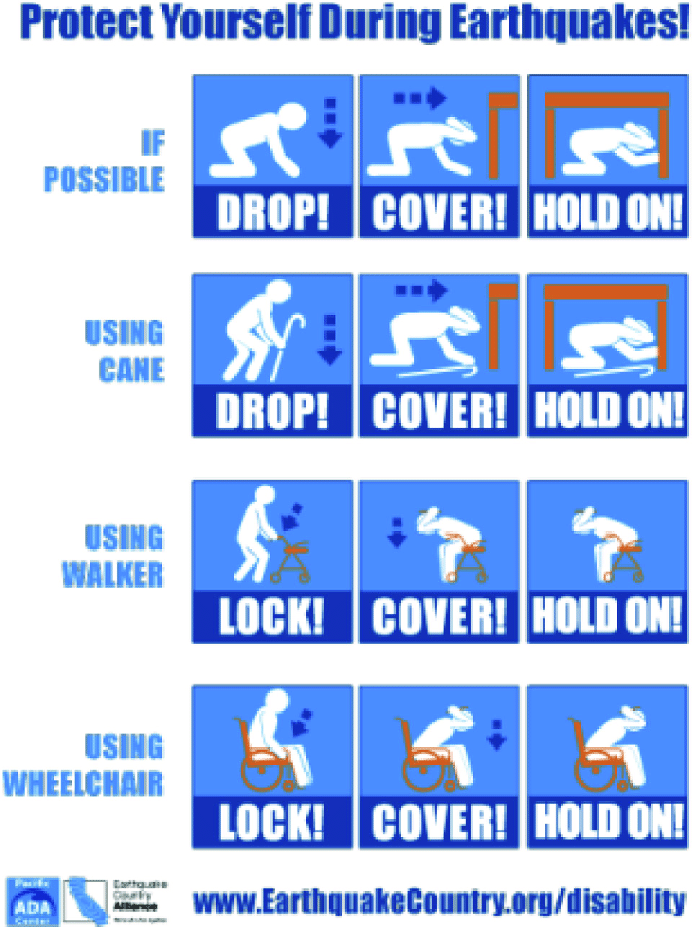 Protect Yourself During Earthquakes!
IF
POSSIBLE
DROP!
COVER!
HOLD ON!
USING
CANE
DROP!
COVER!
HOLD ON!
USING
WALKER
LOCK!
COVER!
HOLD ON!
USING
WHEELCHAIR
LOCK!
COVER!
HOLD ON!
Pacific
ADA
Center
Earthquake
Country
Alliance
www.EarthquakeCountry.org/disability